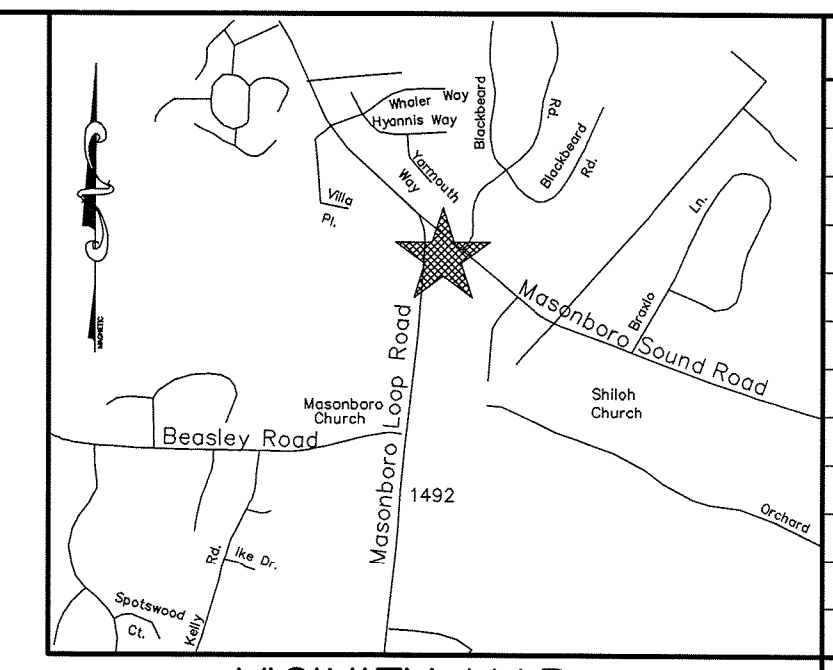 Whaler Way
Hyannis Way
Yarmouth
Way
Villa
Pl.
Blackbeard
Rd.
Blackbeard
Rd.
Ln.
Braxlo
MAGNETIC
Masonboro Sound Road
Masonboro Loop Road
Masonboro
Church
Shiloh
Church
Beasley Road
1492
Orchard
Ike Dr.
Kelly Rd.
Spotswood
Ct.